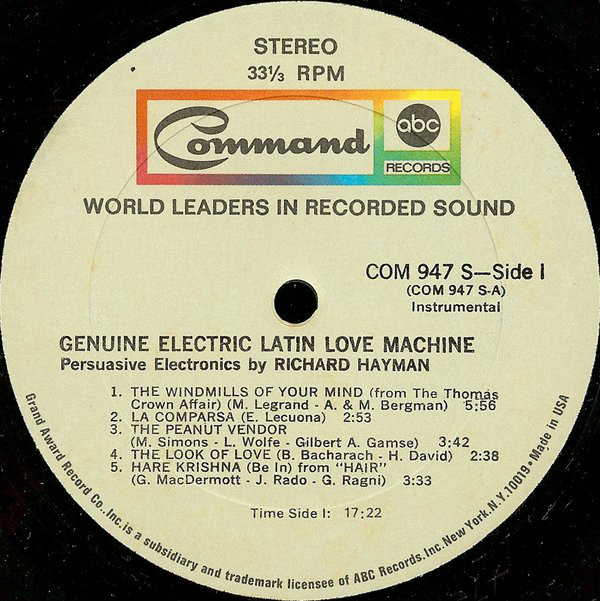 STEREO
33⅓ RPM
Command
abc
RECORDS
WORLD LEADERS IN RECORDED SOUND
COM 947 S—Side I
(COM 947 S-A)
Instrumental
GENUINE ELECTRIC LATIN LOVE MACHINE
Persuasive Electronics by RICHARD HAYMAN
1. THE WINDMILLS OF YOUR MIND (from The Thomas
Crown Affair) (M. Legrand - A. & M. Bergman) 5:56
2. LA COMPARSA (E. Lecuona) 2:53
3. THE PEANUT VENDOR
(M. Simons - L. Wolfe - Gilbert A. Gamse) 3:42
4. THE LOOK OF LOVE (B. Bacharach - H. David) 2:38
5. HARE KRISHNA (Be In) from "HAIR"
(G. MacDermott - J. Rado - G. Ragni) 3:33
Time Side I: 17:22
Grand Award Record Co., Inc. is a subsidiary and trademark licensee of ABC Records. Inc. New York. N.Y. 10019 • Made in USA